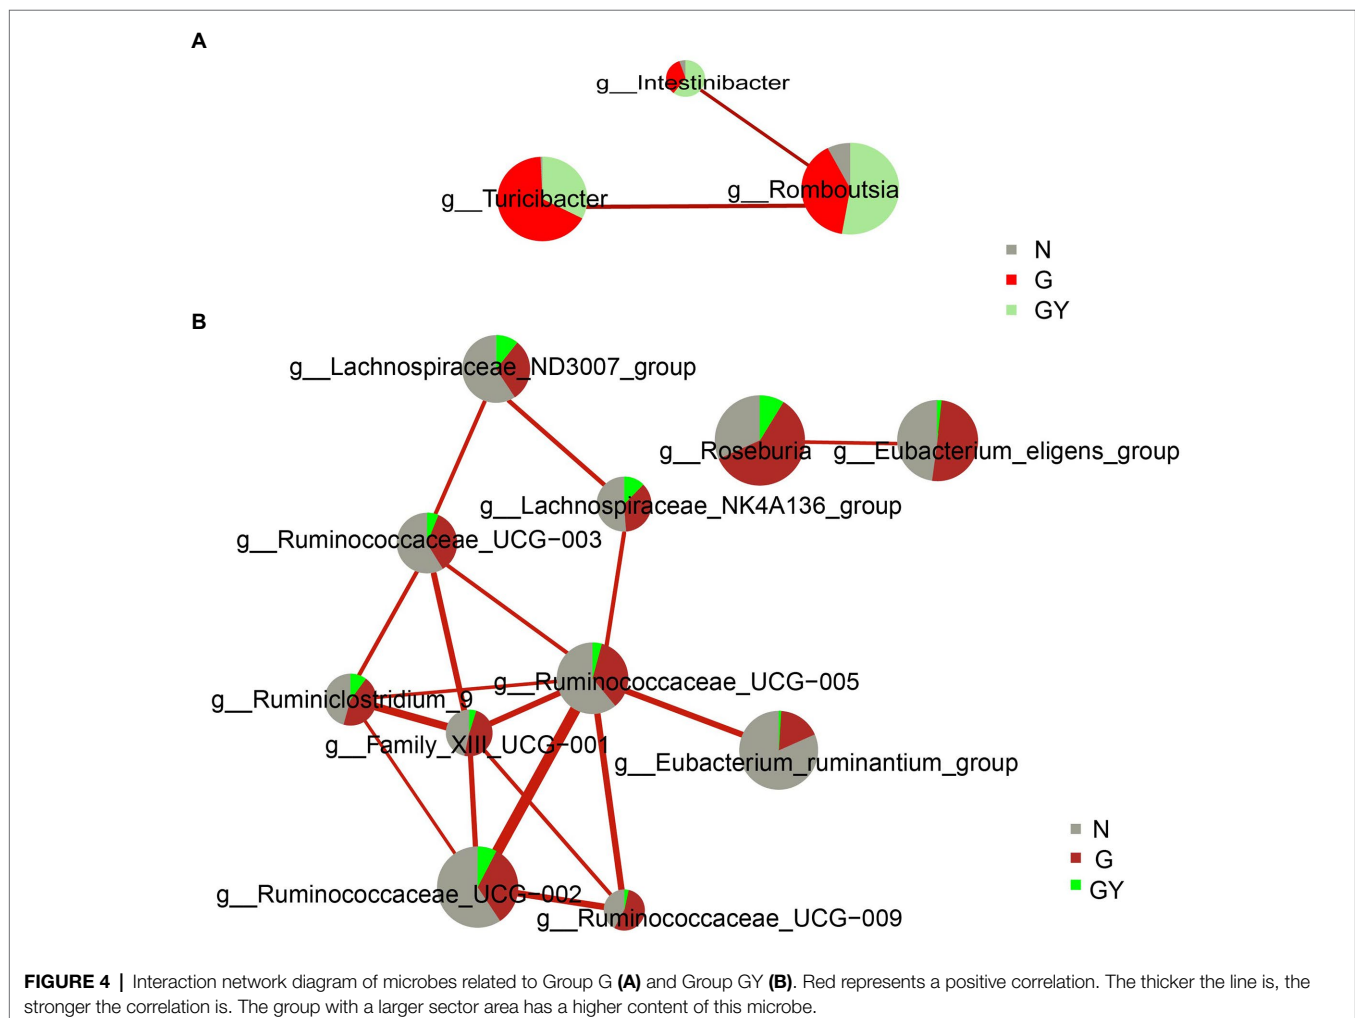 A
g__Intestinibacter
g__Turicibacter
g__Romboutsia
N
G
GY
B
g__Lachnospiraceae_ND3007_group
g__Roseburia
g__Eubacterium_eligens_group
g__Lachnospiraceae_NK4A136_group
g__Ruminococcaceae_UCG−003
g__Ruminococcaceae_UCG−005
g__Ruminiclostridium_9
g__Family_XIII_UCG−001
g__Eubacterium_ruminantium_group
N
G
GY
g__Ruminococcaceae_UCG−002
g__Ruminococcaceae_UCG−009
FIGURE 4 | Interaction network diagram of microbes related to Group G (A) and Group GY (B). Red represents a positive correlation. The thicker the line is, the
stronger the correlation is. The group with a larger sector area has a higher content of this microbe.